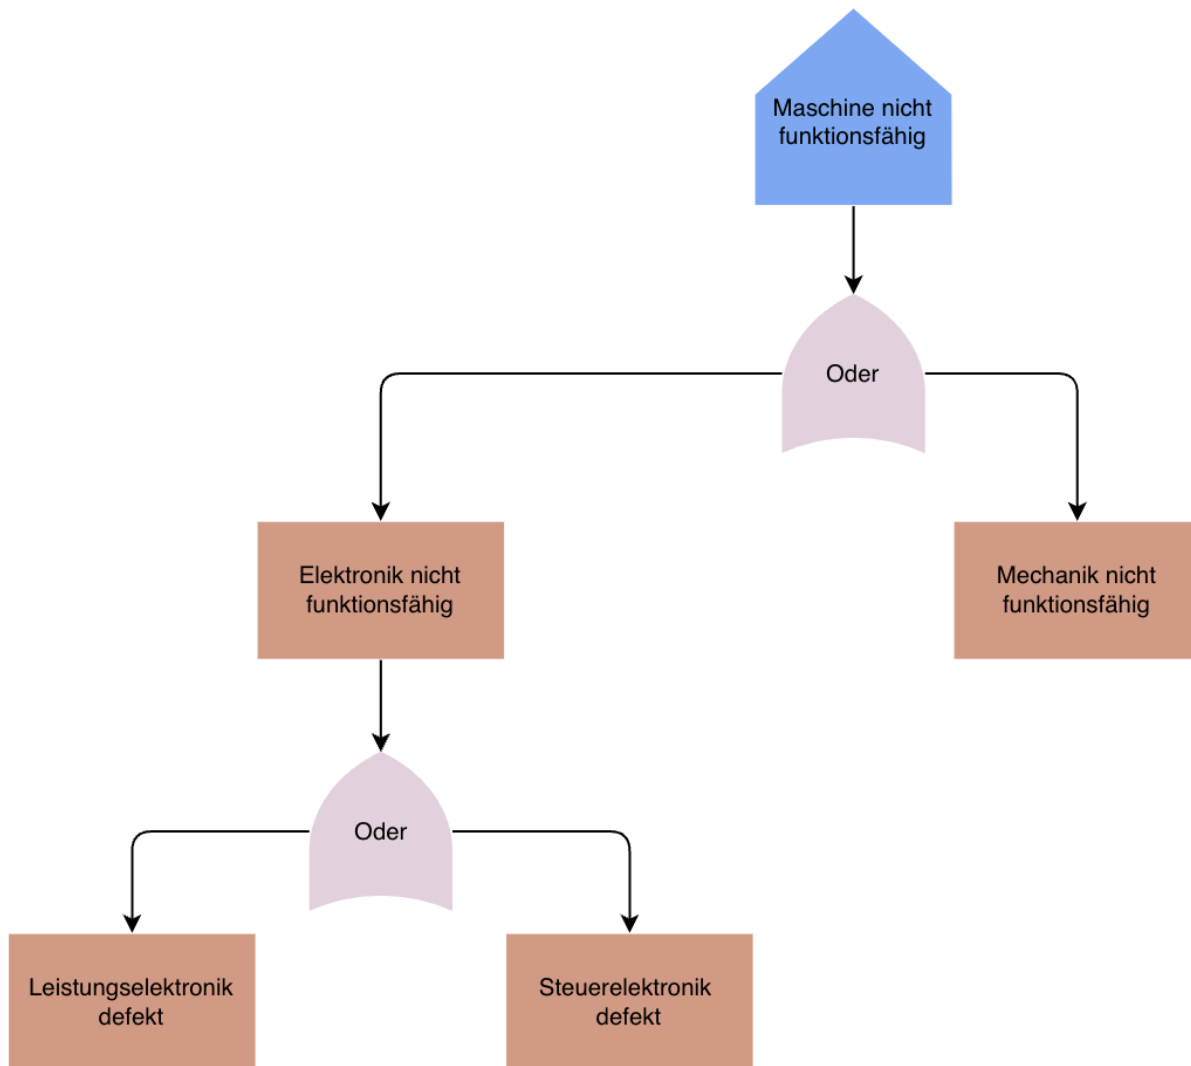 Maschine nicht
funktionsfähig
Oder
Elektronik nicht
funktionsfähig
Mechanik nicht
funktionsfähig
Oder
Leistungselektronik
defekt
Steuerelektronik
defekt